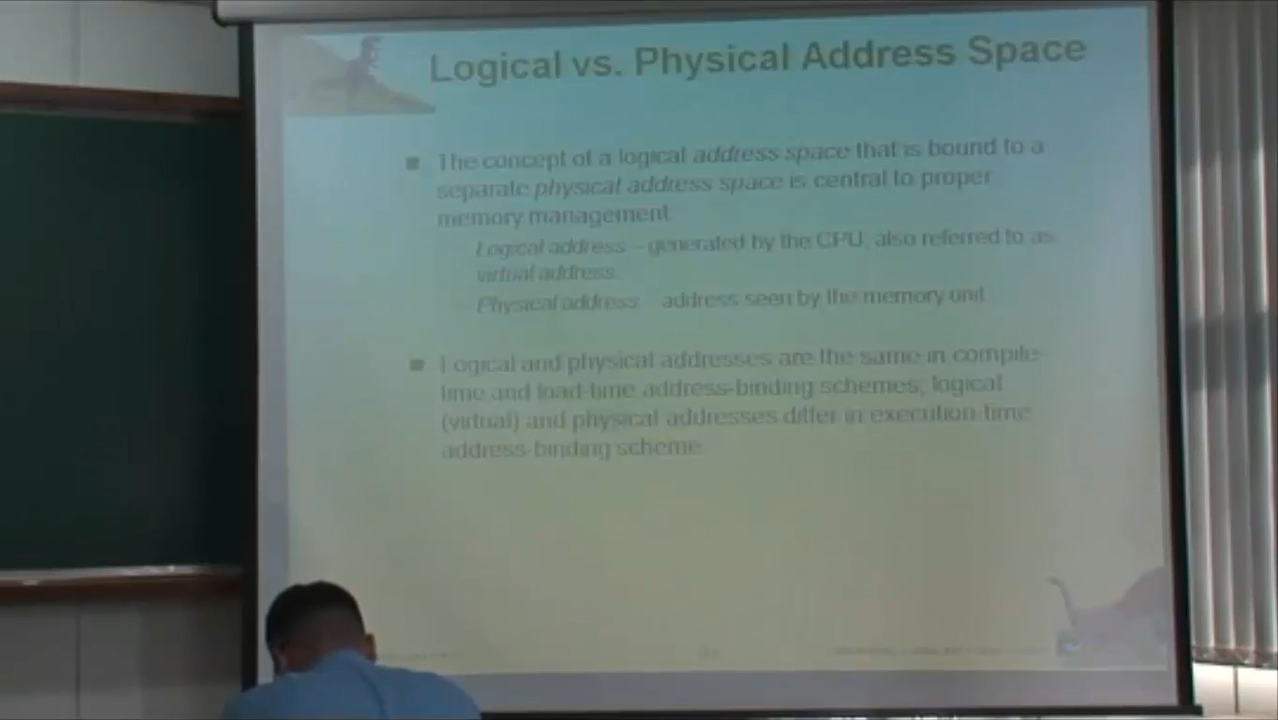 Logical vs. Physical Address Space
The concept of a logical address space that is bound to a
separate physical address space is central to proper
memory management
Logical address – generated by the CPU, also referred to as
virtual address
Physical address address seen by the memory unit
Logical and physical addresses are the same in compile-
time and load-time address-binding schemes, logical
(virtual) and physical addresses differ in execution-time
address-binding scheme